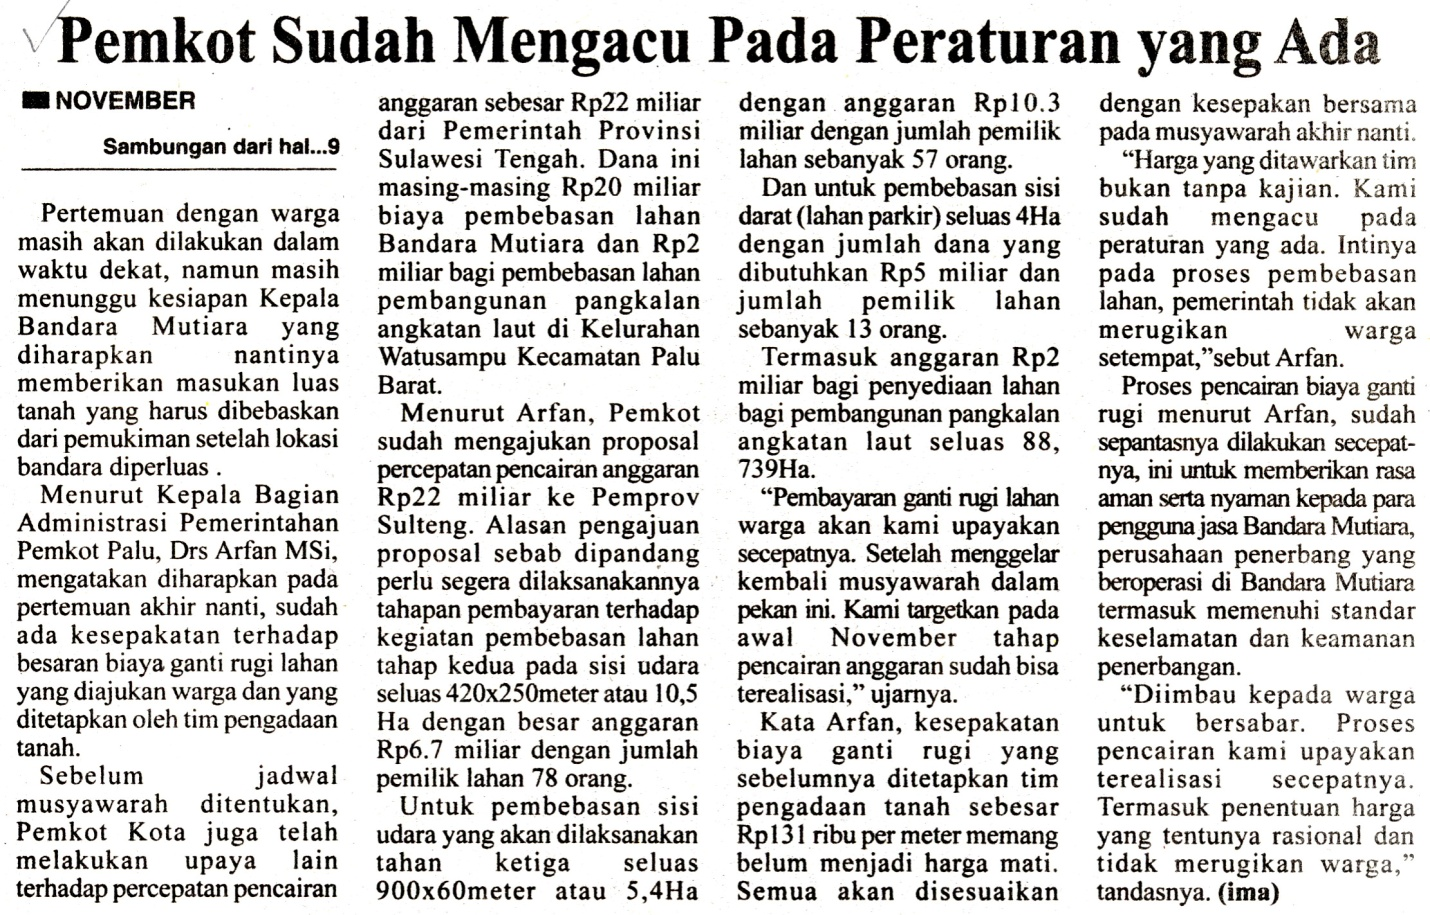 Pemkot Sudah Mengacu Pada Peraturan yang Ada
NOVEMBER
Sambungan dari hal...9
Pertemuan dengan warga
masih akan dilakukan dalam
waktu dekat, namun masih
menunggu kesiapan Kepala
Bandara Mutiara yang
diharapkan nantinya
memberikan masukan luas
tanah yang harus dibebaskan
dari pemukiman setelah lokasi
bandara diperluas .
Menurut Kepala Bagian
Administrasi Pemerintahan
Pemkot Palu, Drs Arfan MSi,
mengatakan diharapkan pada
pertemuan akhir nanti, sudah
ada kesepakatan terhadap
besaran biaya ganti rugi lahan
yang diajukan warga dan yang
ditetapkan oleh tim pengadaan
tanah.
Sebelum jadwal
musyawarah ditentukan,
Pemkot Kota juga telah
melakukan upaya lain
terhadap percepatan pencairan
anggaran sebesar Rp22 miliar
dari Pemerintah Provinsi
Sulawesi Tengah. Dana ini
masing-masing Rp20 miliar
biaya pembebasan lahan
Bandara Mutiara dan Rp2
miliar bagi pembebasan lahan
pembangunan pangkalan
angkatan laut di Kelurahan
Watusampu Kecamatan Palu
Barat.
Menurut Arfan, Pemkot
sudah mengajukan proposal
percepatan pencairan anggaran
Rp22 miliar ke Pemprov
Sulteng. Alasan pengajuan
proposal sebab dipandang
perlu segera dilaksanakannya
tahapan pembayaran terhadap
kegiatan pembebasan lahan
tahap kedua pada sisi udara
seluas 420x250meter atau 10,5
Ha dengan besar anggaran
Rp6.7 miliar dengan jumlah
pemilik lahan 78 orang.
Untuk pembebasan sisi
udara yang akan dilaksanakan
tahan ketiga seluas
900x60meter atau 5,4Ha
dengan anggaran Rp10.3
miliar dengan jumlah pemilik
lahan sebanyak 57 orang.
Dan untuk pembebasan sisi
darat (lahan parkir) seluas 4Ha
dengan jumlah dana yang
dibutuhkan Rp5 miliar dan
jumlah pemilik lahan
sebanyak 13 orang.
Termasuk anggaran Rp2
miliar bagi penyediaan lahan
bagi pembangunan pangkalan
angkatan laut seluas 88,
739Ha.
“Pembayaran ganti rugi lahan
warga akan kami upayakan
secepatnya. Setelah menggelar
kembali musyawarah dalam
pekan ini. Kami targetkan pada
awal November tahap
pencairan anggaran sudah bisa
terealisasi,” ujarnya.
Kata Arfan, kesepakatan
biaya ganti rugi yang
sebelumnya ditetapkan tim
pengadaan tanah sebesar
Rp131 ribu per meter memang
belum menjadi harga mati.
Semua akan disesuaikan
dengan kesepakan bersama
pada musyawarah akhir nanti.
“Harga yang ditawarkan tim
bukan tanpa kajian. Kami
sudah mengacu pada
peraturan yang ada. Intinya
pada proses pembebasan
lahan, pemerintah tidak akan
merugikan warga
setempat,”sebut Arfan.
Proses pencairan biaya ganti
rugi menurut Arfan, sudah
sepantasnya dilakukan secepat-
nya, ini untuk memberikan rasa
aman serta nyaman kepada para
pengguna jasa Bandara Mutiara,
perusahaan penerbang yang
beroperasi di Bandara Mutiara
termasuk memenuhi standar
keselamatan dan keamanan
penerbangan.
“Diimbau kepada warga
untuk bersabar. Proses
pencairan kami upayakan
terealisasi secepatnya.
Termasuk penentuan harga
yang tentunya rasional dan
tidak merugikan warga,”
tandasnya. (ima)